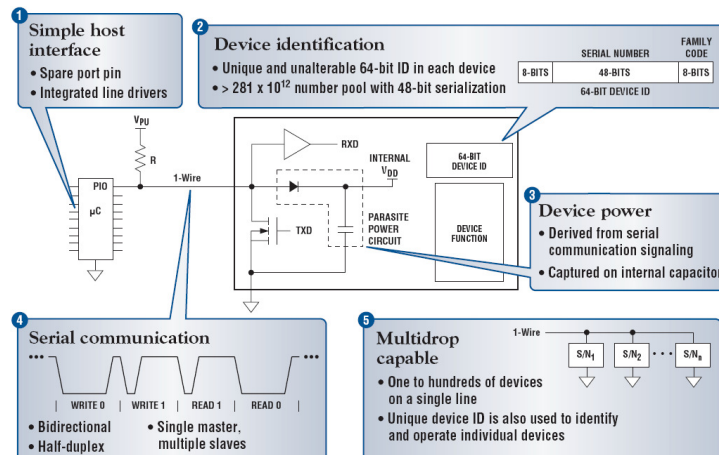 1
Simple host
interface
• Spare port pin
• Integrated line drivers
2
Device identification
• Unique and unalterable 64-bit ID in each device
• > 281 x 10¹² number pool with 48-bit serialization
SERIAL NUMBER
FAMILY
CODE
8-BITS
48-BITS
8-BITS
64-BIT DEVICE ID
VPU
R
1-Wire
PIO
µC
RXD
INTERNAL
VDD
TXD
PARASITE
POWER
CIRCUIT
64-BIT
DEVICE ID
DEVICE
FUNCTION
3
Device power
• Derived from serial
communication signaling
• Captured on internal capacitor
4
Serial communication
••• •••
| WRITE 0 | WRITE 1 | READ 1 | READ 0 |
• Bidirectional
• Half-duplex
• Single master,
multiple slaves
5
Multidrop
capable
1-Wire
S/N1
S/N2
•••
S/Nn
• One to hundreds of devices
on a single line
• Unique device ID is also used to identify
and operate individual devices